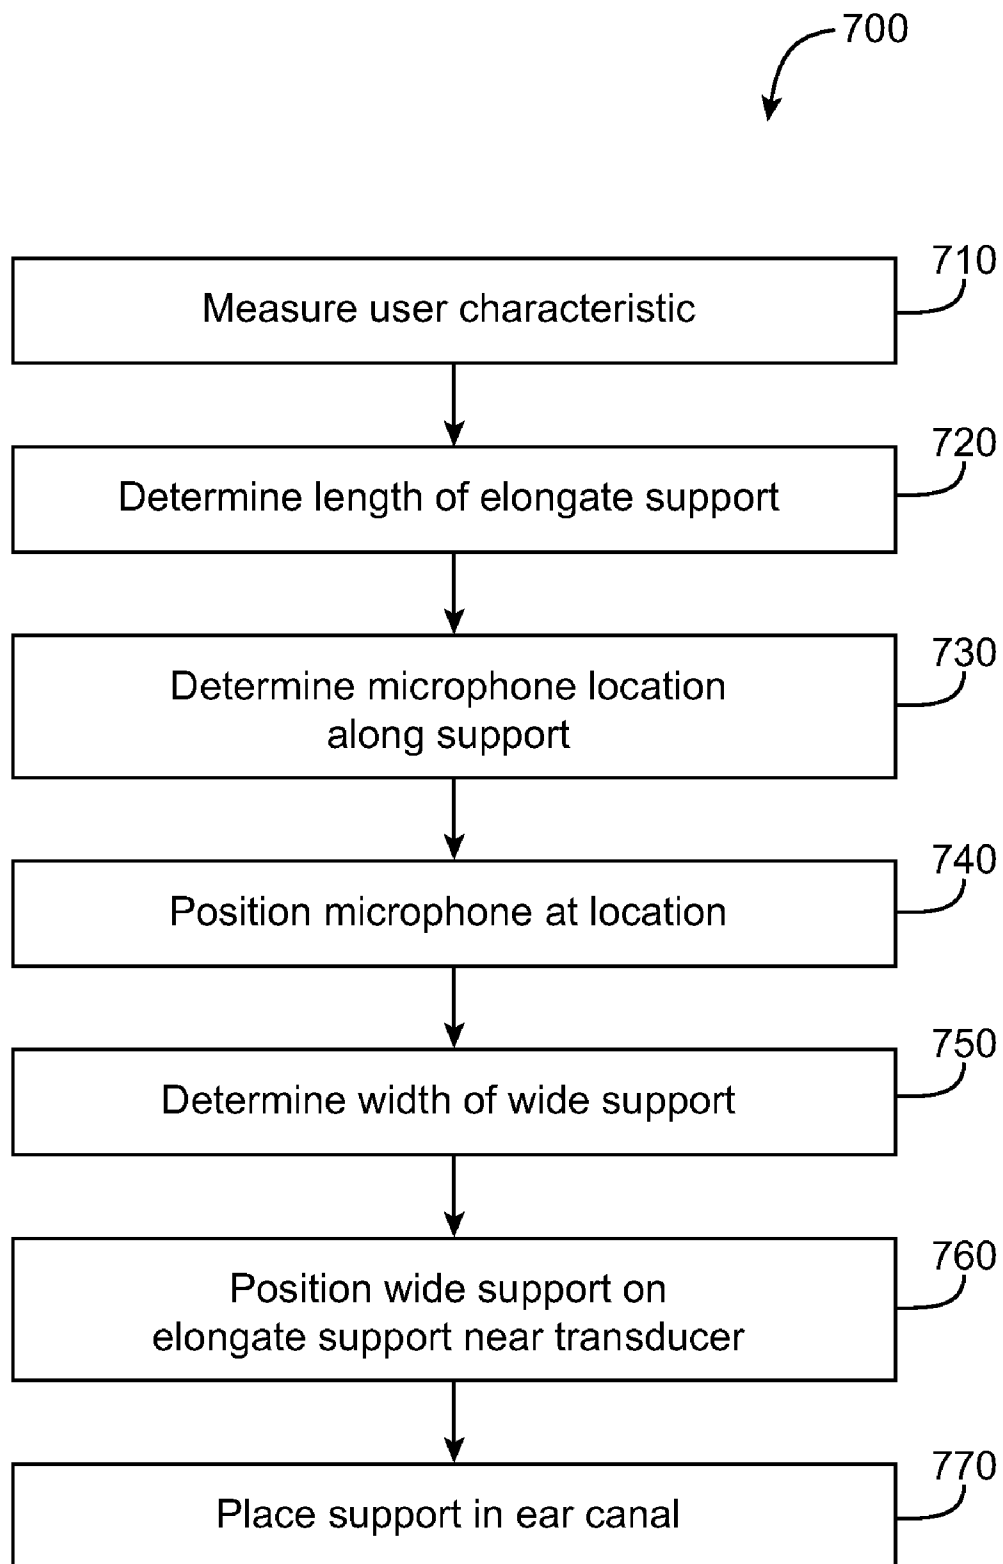 700
710
Measure user characteristic
720
Determine length of elongate support
730
Determine microphone location
along support
740
Position microphone at location
750
Determine width of wide support
760
Position wide support on
elongate support near transducer
770
Place support in ear canal